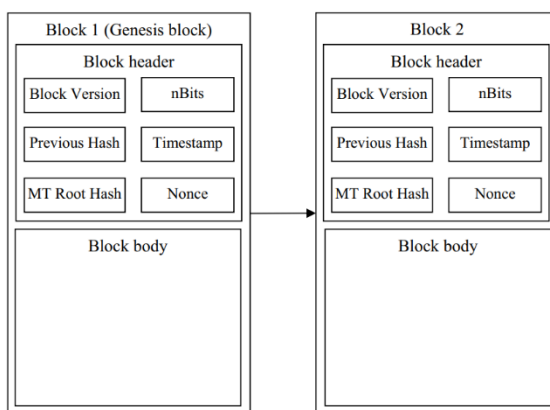 Block 1 (Genesis block)
Block header
Block Version
nBits
Previous Hash
Timestamp
MT Root Hash
Nonce
Block body
Block 2
Block header
Block Version
nBits
Previous Hash
Timestamp
MT Root Hash
Nonce
Block body